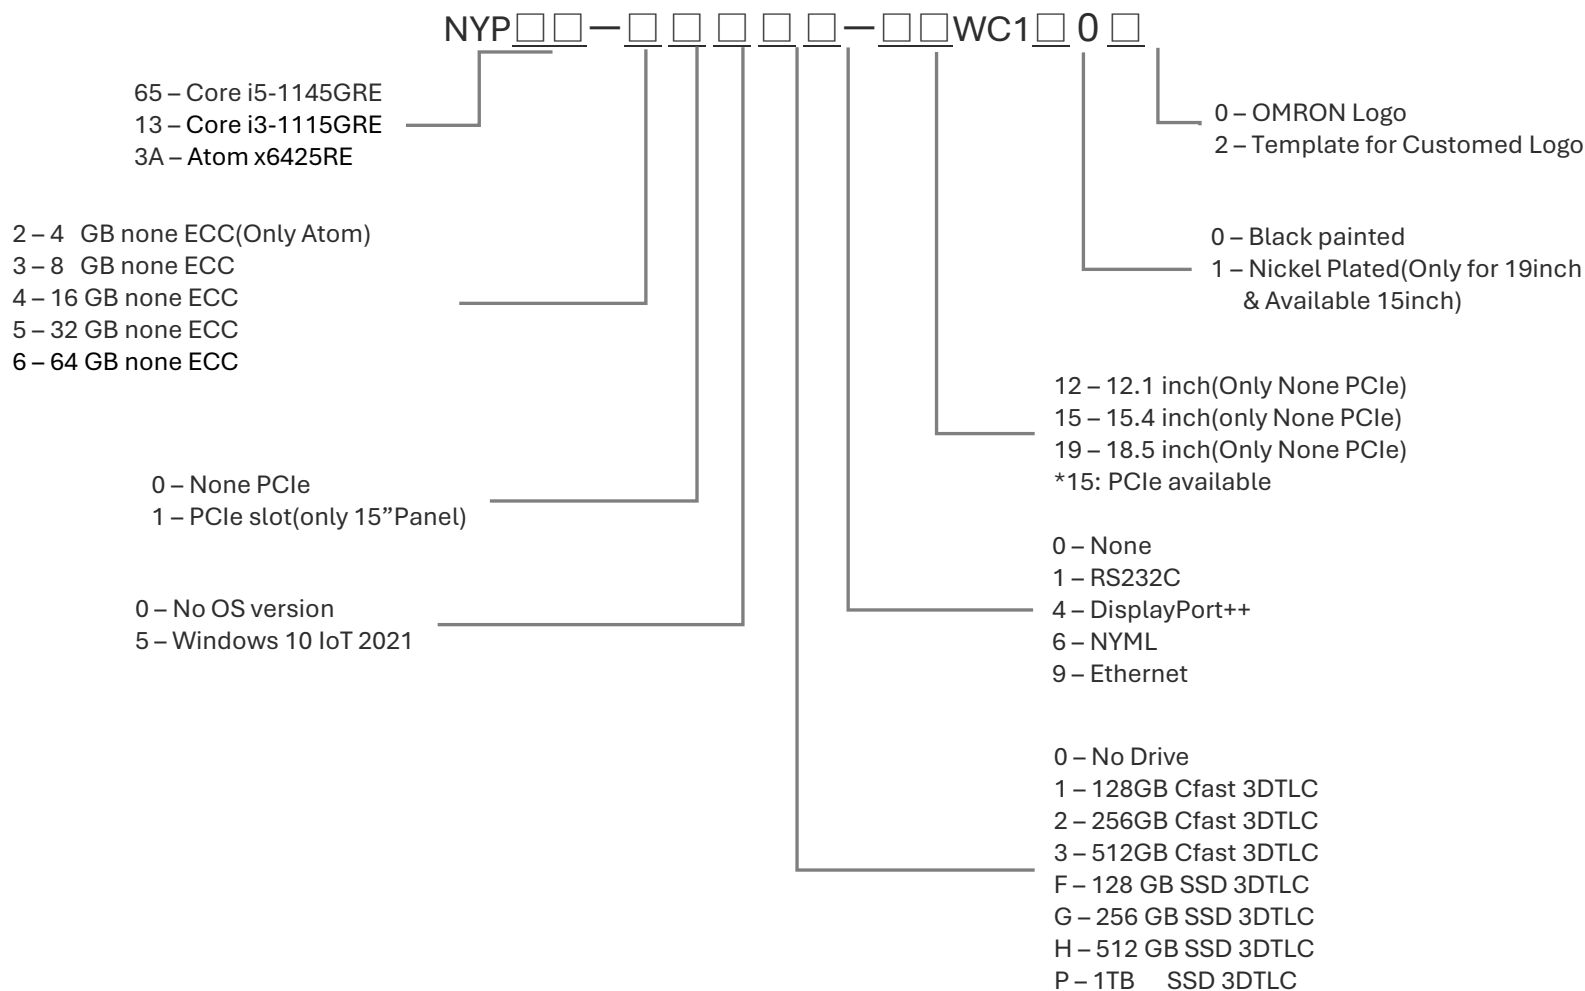 NYP□□—□□□□□—□□WC1□0□
65 – Core i5-1145GRE
13 – Core i3-1115GRE
3A – Atom x6425RE
2 – 4 GB none ECC(Only Atom)
3 – 8 GB none ECC
4 – 16 GB none ECC
5 – 32 GB none ECC
6 – 64 GB none ECC
0 – None PCIe
1 – PCIe slot(only 15”Panel)
0 – No OS version
5 – Windows 10 IoT 2021
0 – OMRON Logo
2 – Template for Customed Logo
0 – Black painted
1 – Nickel Plated(Only for 19inch
& Available 15inch)
12 – 12.1 inch(Only None PCIe)
15 – 15.4 inch(only None PCIe)
19 – 18.5 inch(Only None PCIe)
*15: PCIe available
0 – None
1 – RS232C
4 – DisplayPort++
6 – NYML
9 – Ethernet
0 – No Drive
1 – 128GB Cfast 3DTLC
2 – 256GB Cfast 3DTLC
3 – 512GB Cfast 3DTLC
F – 128 GB SSD 3DTLC
G – 256 GB SSD 3DTLC
H – 512 GB SSD 3DTLC
P – 1TB SSD 3DTLC